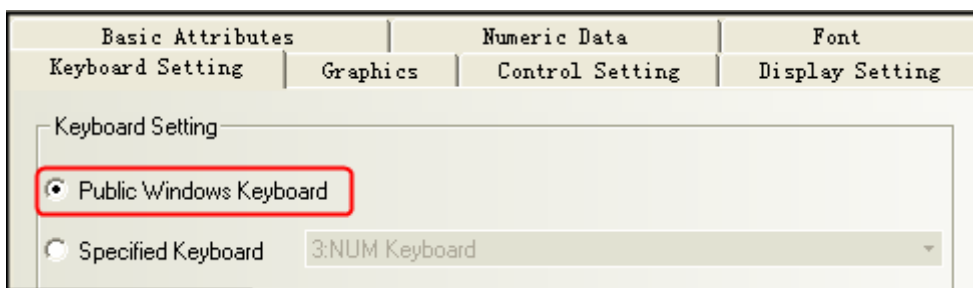 Basic Attributes Numeric Data Font
Keyboard Setting Graphics Control Setting Display Setting
Keyboard Setting
Public Windows Keyboard
Specified Keyboard 3:NUM Keyboard